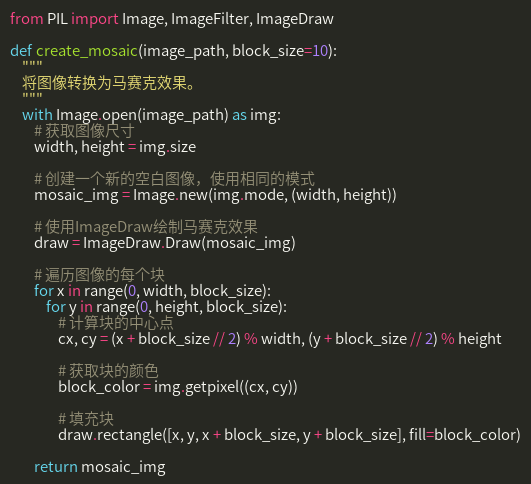 from PIL import Image, ImageFilter, ImageDraw
def create_mosaic(image_path, block_size=10):
"""
将图像转换为马赛克效果。
"""
with Image.open(image_path) as img:
# 获取图像尺寸
width, height = img.size
# 创建一个新的空白图像，使用相同的模式
mosaic_img = Image.new(img.mode, (width, height))
# 使用ImageDraw绘制马赛克效果
draw = ImageDraw.Draw(mosaic_img)
# 遍历图像的每个块
for x in range(0, width, block_size):
for y in range(0, height, block_size):
# 计算块的中心点
cx, cy = (x + block_size // 2) % width, (y + block_size // 2) % height
# 获取块的颜色
block_color = img.getpixel((cx, cy))
# 填充块
draw.rectangle([x, y, x + block_size, y + block_size], fill=block_color)
return mosaic_img